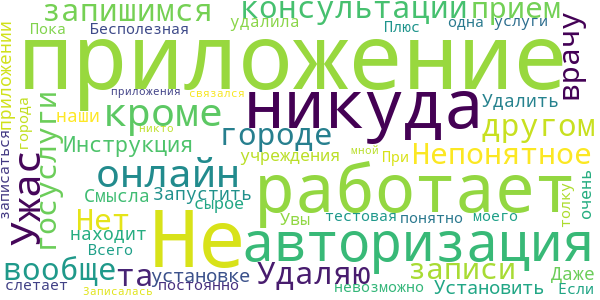 запишимся удалила консультации прием
Пока Бесполезная Плюс одна услуги
приложение
приложении
города
наши приложения связался никуда врачу
кроме городе Удалить другом
госуслуги никто
Инструкция учреждения мной При Непонятное
записаться Ужас онлайн работает
Смысла Запустить
сырое Увы тестовая понятно моего толку очень
Нет Не авторизация
находит
Всего
вообще та установке Удаляю записи Даже
слетает Записалась постоянно невозможно Установить Если